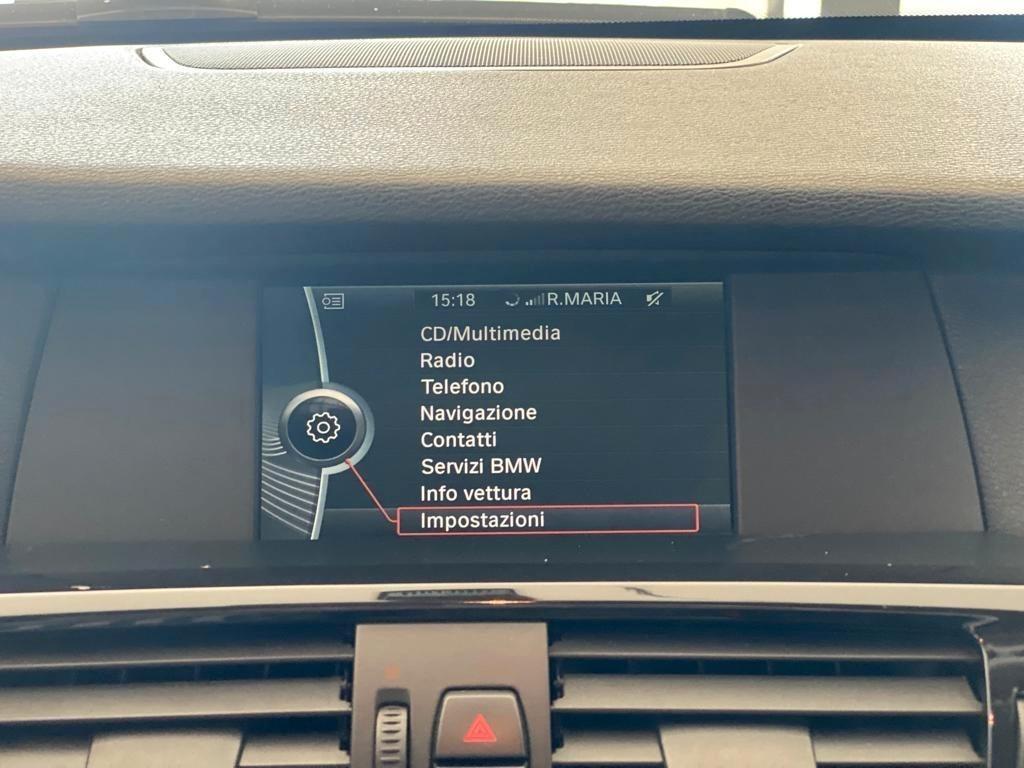 15:18 R.MARIA
CD/Multimedia
Radio
Telefono
Navigazione
Contatti
Servizi BMW
Info vettura
Impostazioni